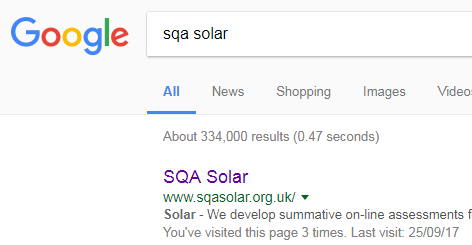 Google
sqa solar
All News Shopping Images Videos
About 334,000 results (0.47 seconds)
SQA Solar
www.sqasolar.org.uk/
Solar - We develop summative on-line assessments f
You've visited this page 3 times. Last visit: 25/09/17